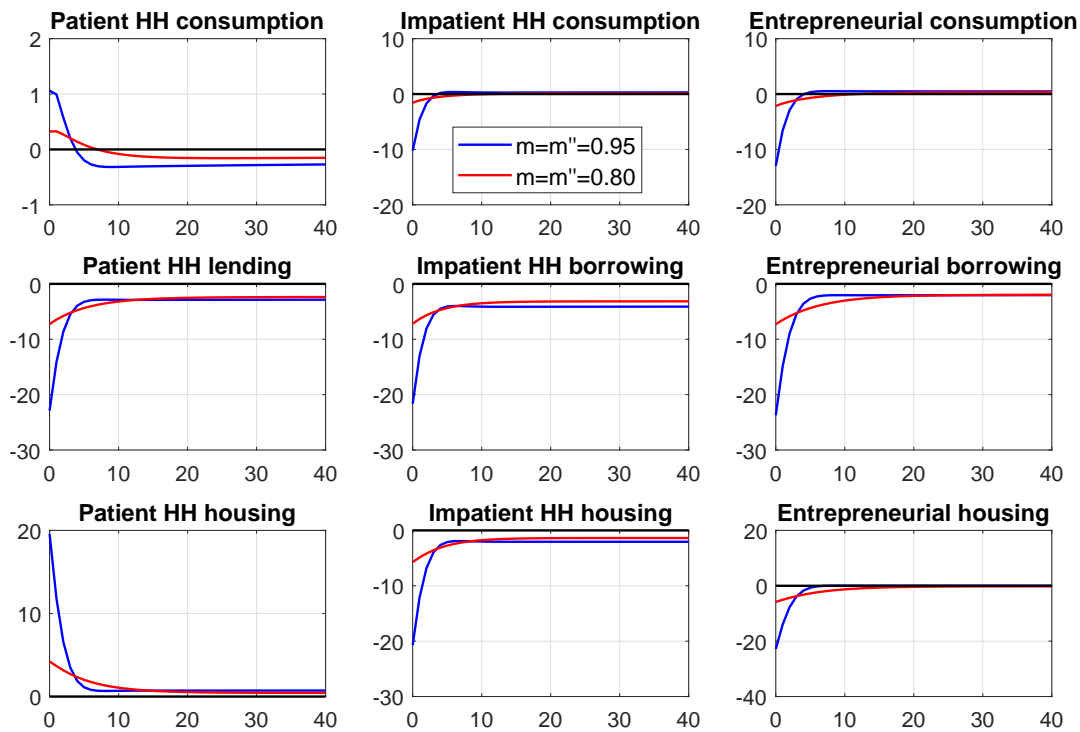 Patient HH consumption
2
1
0
-1
0 10 20 30 40
Impatient HH consumption
10
0
-10
-20
0 10 20 30 40
m=m"=0.95
m=m"=0.80
Entrepreneurial consumption
10
0
-10
-20
0 10 20 30 40
Patient HH lending
0
-10
-20
-30
0 10 20 30 40
Impatient HH borrowing
0
-10
-20
-30
0 10 20 30 40
Entrepreneurial borrowing
0
-10
-20
-30
0 10 20 30 40
Patient HH housing
20
10
0
0 10 20 30 40
Impatient HH housing
0
-10
-20
-30
0 10 20 30 40
Entrepreneurial housing
20
0
-20
-40
0 10 20 30 40